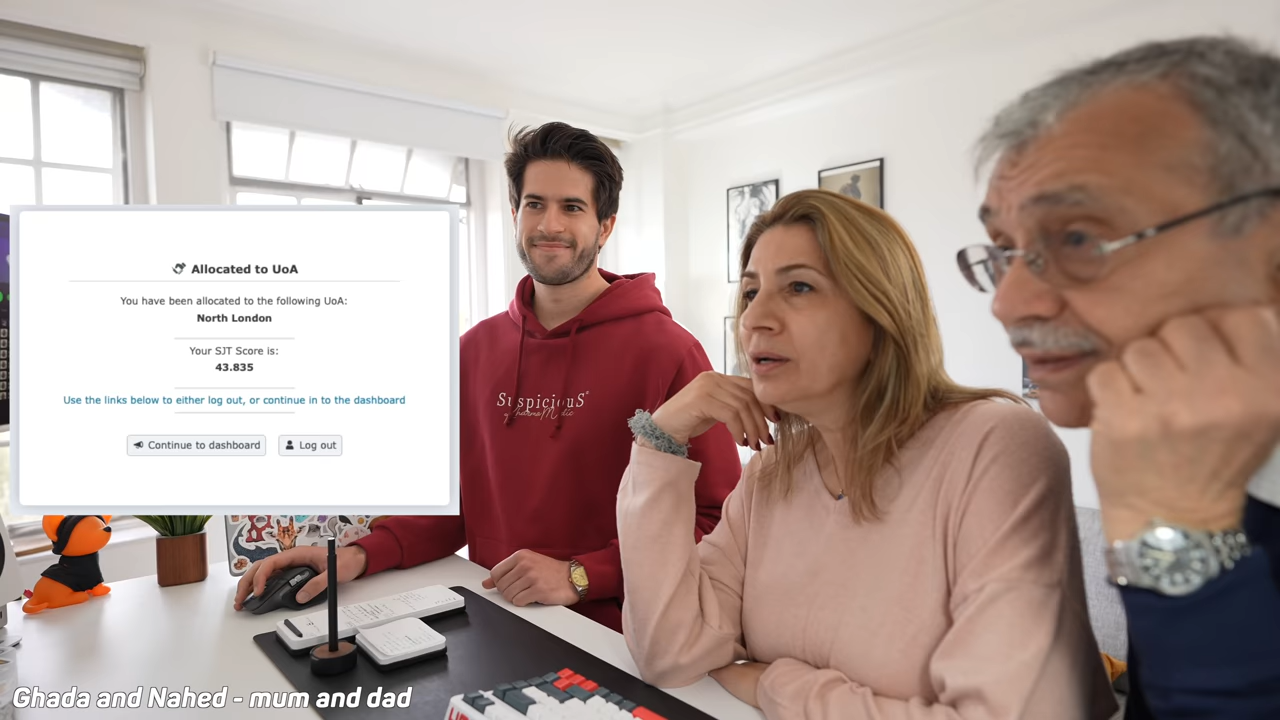 Allocated to UoA
You have been allocated to the following UoA:
North London
Your SJT Score is:
43.835
Use the links below to either log out, or continue in to the dashboard
Continue to dashboard
Log out
SuspiciouS
Ghada and Nahed - mum and dad